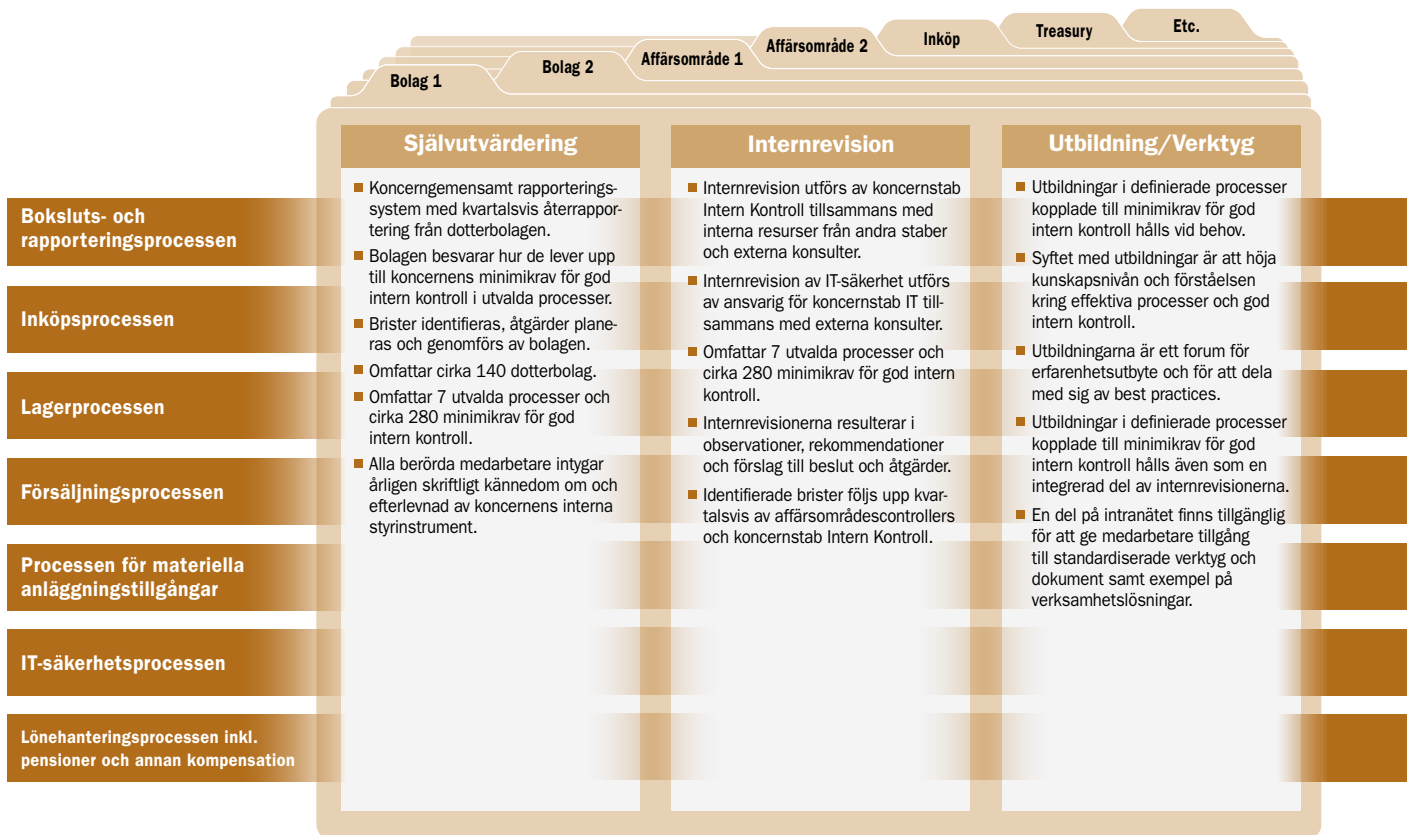 Bolag 1
Bolag 2
Affärsområde 1
Affärsområde 2
Inköp
Treasury
Etc.
Boksluts- och
rapporteringsprocessen
Inköpsprocessen
Lagerprocessen
Försäljningsprocessen
Processen för materiella
anläggningstillgångar
IT-säkerhetsprocessen
Lönehanteringsprocessen inkl.
pensioner och annan kompensation
Självutvärdering
Koncerngemensamt rapporterings-
system med kvartalsvis återrappor-
tering från dotterbolagen.
Bolagen besvarar hur de lever upp
till koncernens minimikrav för god
intern kontroll i utvalda processer.
Brister identifieras, åtgärder plane-
ras och genomförs av bolagen.
Omfattar cirka 140 dotterbolag.
Omfattar 7 utvalda processer och
cirka 280 minimikrav för god
intern kontroll.
Alla berörda medarbetare intygar
årligen skriftligt kännedom om och
efterlevnad av koncernens interna
styrinstrument.
Internrevision
Internrevision utförs av koncernstab
Intern Kontroll tillsammans med
interna resurser från andra staber
och externa konsulter.
Internrevision av IT-säkerhet utförs
av ansvarig för koncernstab IT till-
sammans med externa konsulter.
Omfattar 7 utvalda processer och
cirka 280 minimikrav för god intern
kontroll.
Internrevisionerna resulterar i
observationer, rekommendationer
och förslag till beslut och åtgärder.
Identifierade brister följs upp kvar-
talsvis av affärsområdescontrollers
och koncernstab Intern Kontroll.
Utbildning/Verktyg
Utbildningar i definierade processer
kopplade till minimikrav för god
intern kontroll hålls vid behov.
Syftet med utbildningar är att höja
kunskapsnivån och förståelsen
kring effektiva processer och god
intern kontroll.
Utbildningarna är ett forum för
erfarenhetsutbyte och för att dela
med sig av best practices.
Utbildningar i definierade processer
kopplade till minimikrav för god
intern kontroll hålls även som en
integrerad del av internrevisionerna.
En del på intranätet finns tillgänglig
för att ge medarbetare tillgång
till standardiserade verktyg och
dokument samt exempel på
verksamhetslösningar.